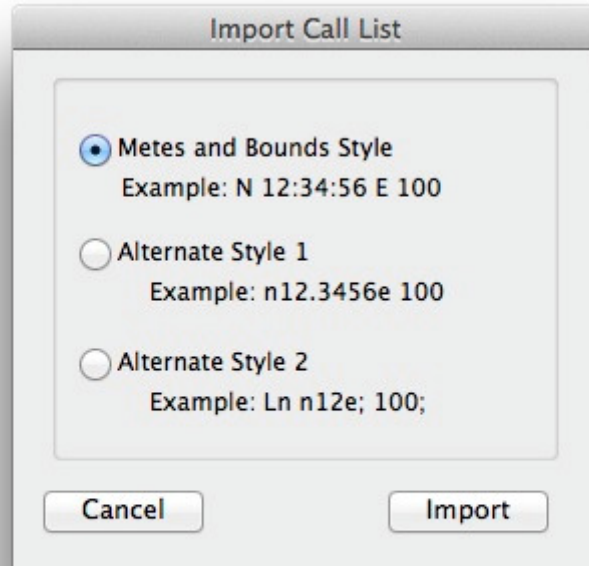 Import Call List
Metes and Bounds Style
Example: N 12:34:56 E 100
Alternate Style 1
Example: n12.3456e 100
Alternate Style 2
Example: Ln n12e; 100;
Cancel
Import